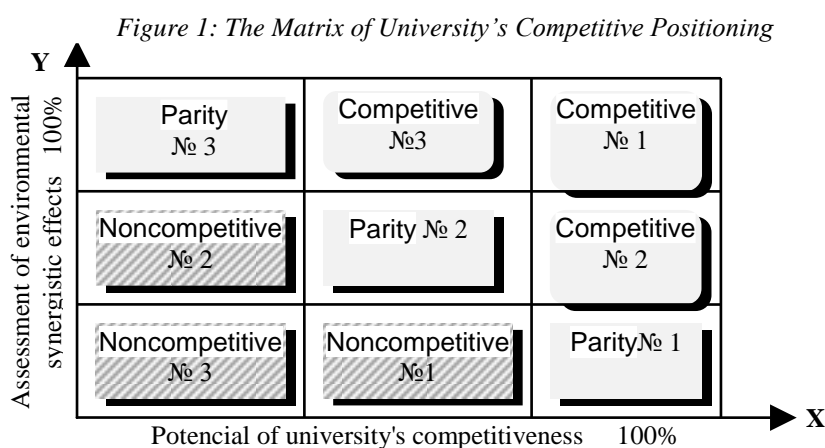 Figure 1: The Matrix of University's Competitive Positioning
Y
Assessment of environmental
synergistic effects 100%
Parity
№ 3
Competitive
№3
Competitive
№ 1
Noncompetitive
№ 2
Parity № 2
Competitive
№ 2
Noncompetitive
№ 3
Noncompetitive
№1
Parity№ 1
X
Potencial of university's competitiveness 100%